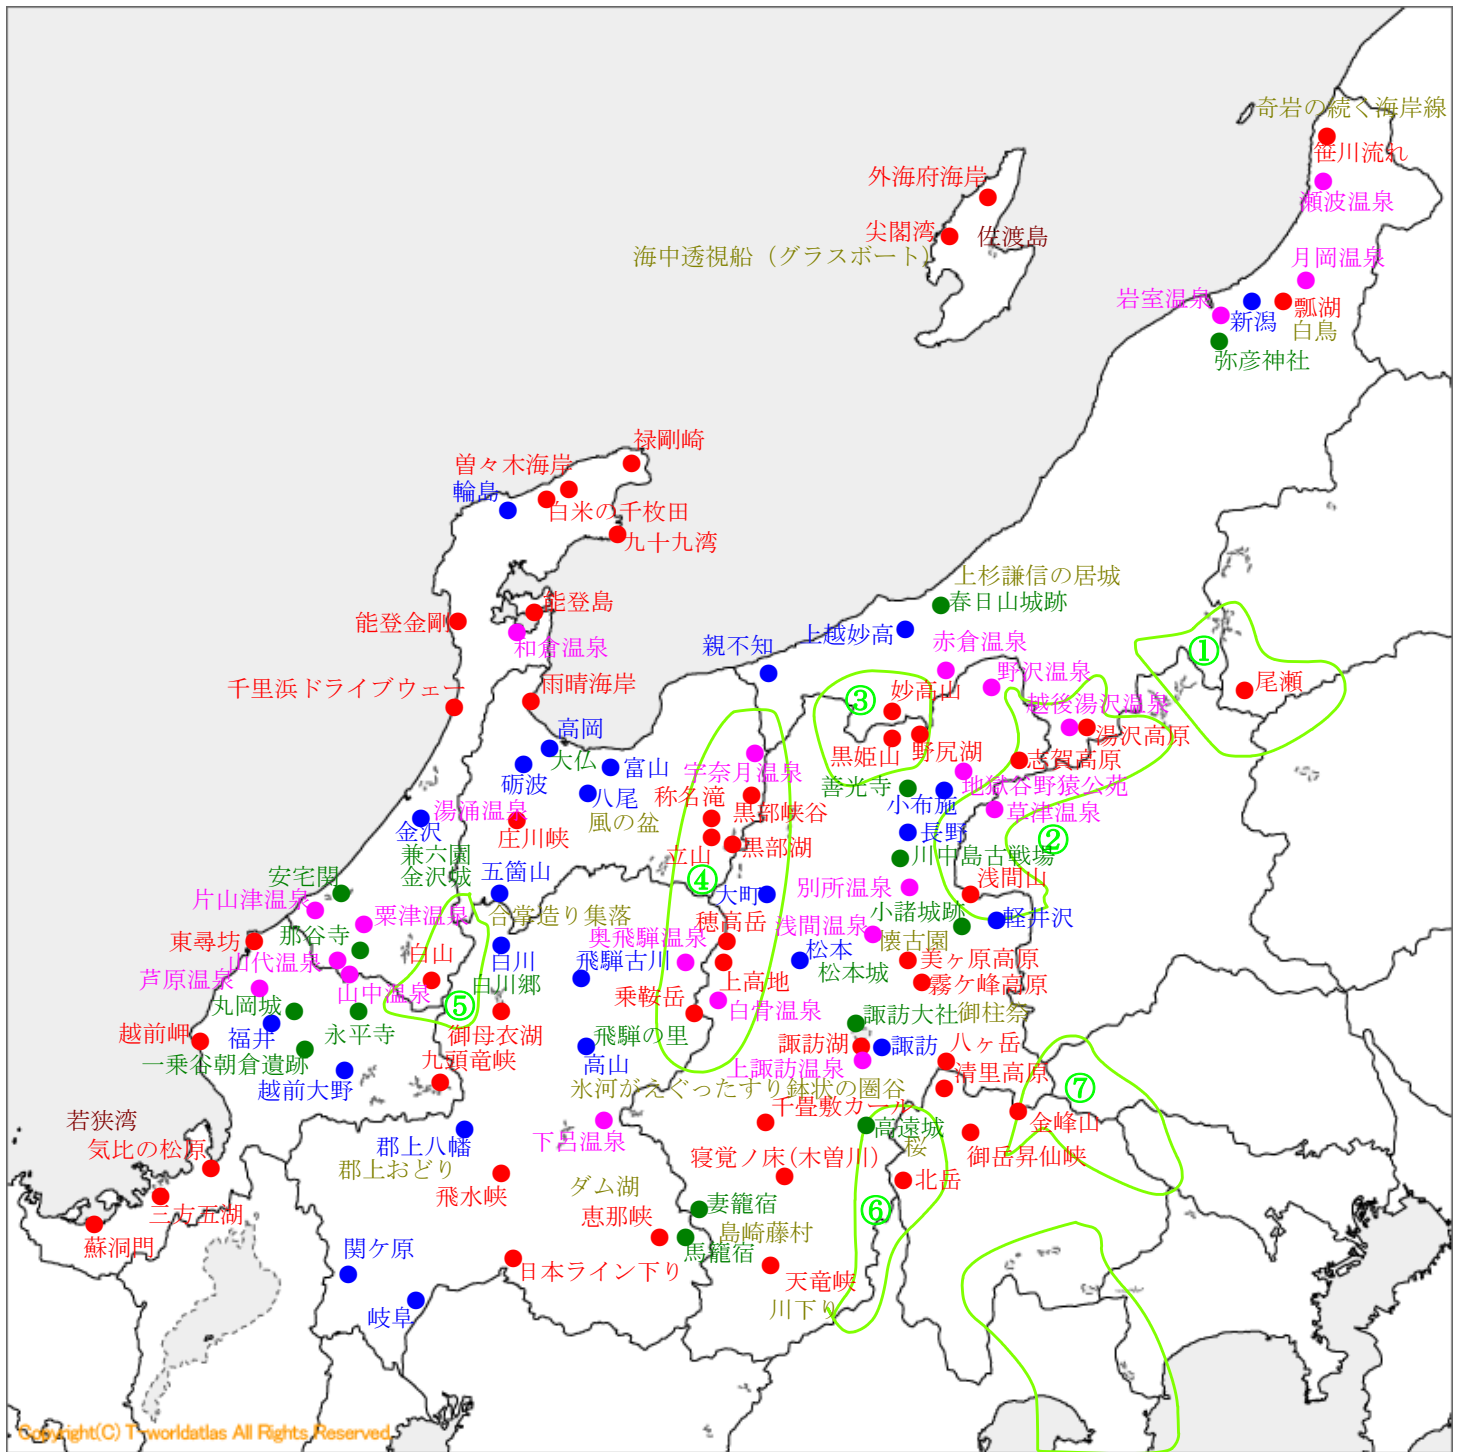 奇岩の続く海岸線
笹川流れ
外海府海岸
瀬波温泉
尖閣湾
佐渡島
海中透視船（グラスボート）
月岡温泉
岩室温泉
瓢湖
新潟
白鳥
弥彦神社
禄剛崎
曽々木海岸
輪島
白米の千枚田
九十九湾
上杉謙信の居城
春日山城跡
能登島
能登金剛
上越妙高
和倉温泉
親不知
赤倉温泉
①
野沢温泉
千里浜ドライブウェー
雨晴海岸
尾瀬
妙高山
③
越後湯沢温泉
高岡
湯沢高原
大仏
黒姫山
野尻湖
志賀高原
富山
宇奈月温泉
砺波
善光寺
地獄谷野猿公苑
八尾
称名滝
小布施
湯涌温泉
黒部峡谷
草津温泉
風の盆
金沢
庄川峡
長野
②
兼六園
立山
黒部湖
川中島古戦場
金沢城
五箇山
安宅関
④
大町
別所温泉
浅間山
片山津温泉
粟津温泉
合掌造り集落
小諸城跡
軽井沢
穂高岳
浅間温泉
那谷寺
東尋坊
奥飛騨温泉
懐古園
松本
白山
白川
飛騨古川
美ヶ原高原
山代温泉
松本城
芦原温泉
白川郷
上高地
霧ケ峰高原
山中温泉
乗鞍岳
丸岡城
⑤
白骨温泉
諏訪大社
御柱祭
福井
永平寺
御母衣湖
飛騨の里
越前岬
諏訪湖
諏訪
八ヶ岳
一乗谷朝倉遺跡
九頭竜峡
高山
上諏訪温泉
清里高原
越前大野
氷河がえぐったすり鉢状の圏谷
⑦
千畳敷カール
若狭湾
高遠城
金峰山
気比の松原
郡上八幡
下呂温泉
桜
郡上おどり
寝覚ノ床(木曽川)
御岳昇仙峡
飛水峡
ダム湖
北岳
三方五湖
恵那峡
妻籠宿
⑥
島崎藤村
蘇洞門
関ケ原
馬籠宿
日本ライン下り
天竜峡
岐阜
川下り
Copyright(C) T-worldatlas All Rights Reserved